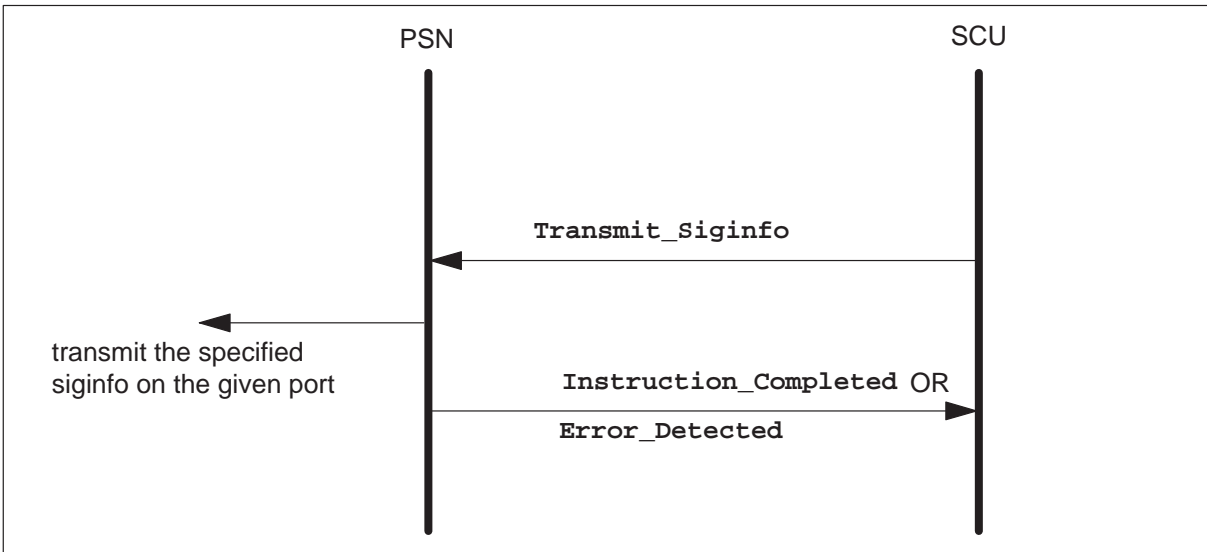 PSN
SCU
Transmit_Siginfo
transmit the specified
siginfo on the given port
Instruction_Completed OR
Error_Detected